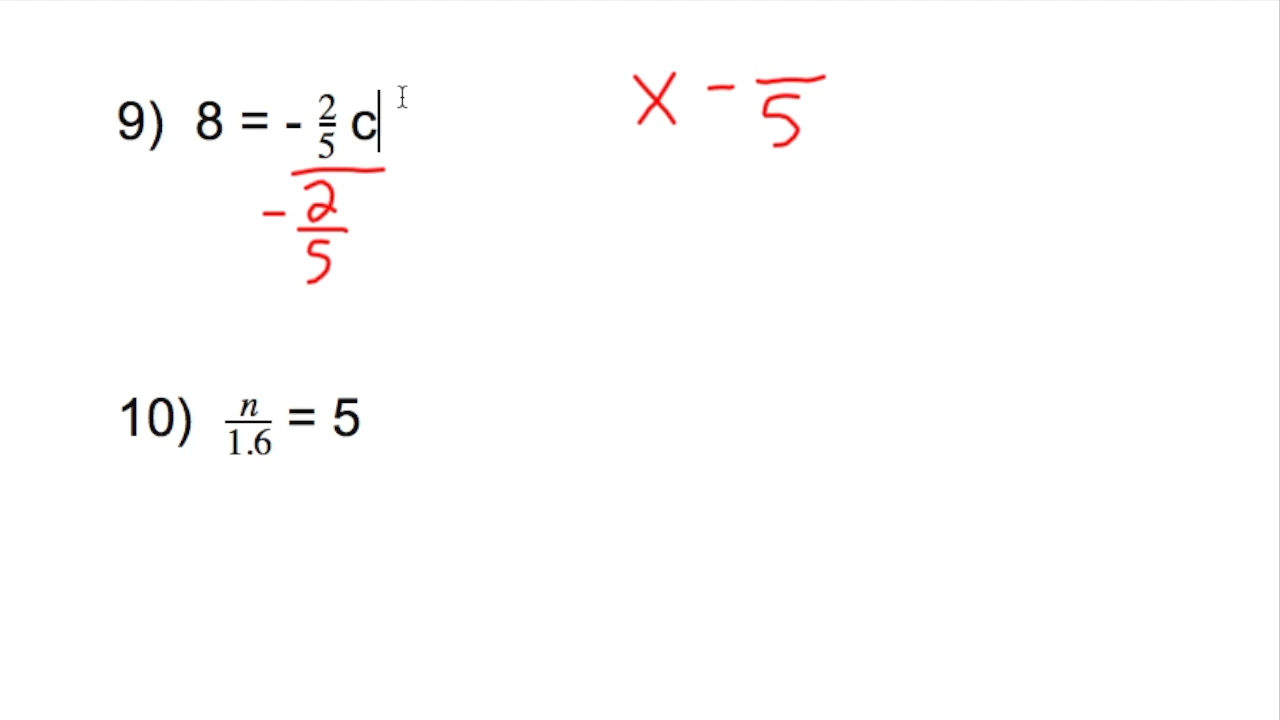 9) 8 = - 2/5 c
- 2/5
x - /5
10) n/1.6 = 5